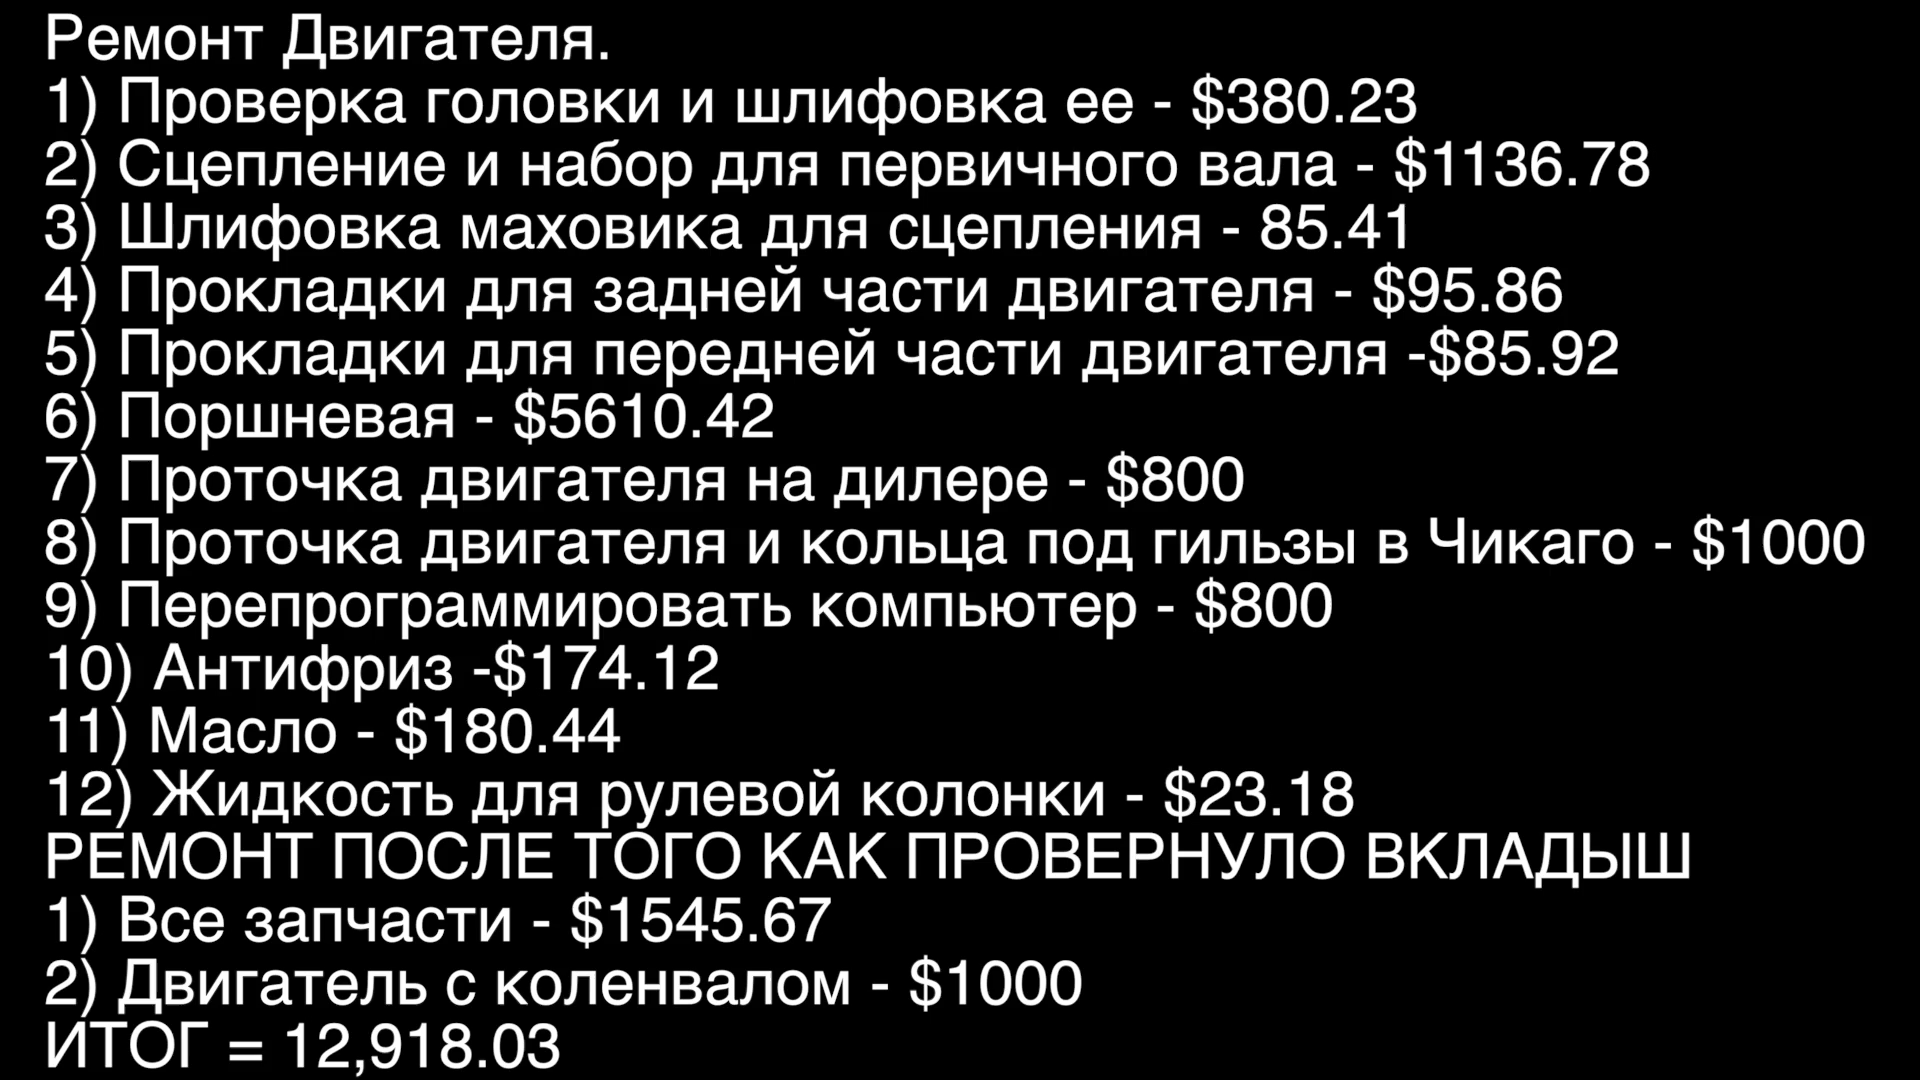 Ремонт Двигателя.
1) Проверка головки и шлифовка ее - $380.23
2) Сцепление и набор для первичного вала - $1136.78
3) Шлифовка маховика для сцепления - 85.41
4) Прокладки для задней части двигателя - $95.86
5) Прокладки для передней части двигателя -$85.92
6) Поршневая - $5610.42
7) Проточка двигателя на дилере - $800
8) Проточка двигателя и кольца под гильзы в Чикаго - $1000
9) Перепрограммировать компьютер - $800
10) Антифриз -$174.12
11) Масло - $180.44
12) Жидкость для рулевой колонки - $23.18
РЕМОНТ ПОСЛЕ ТОГО КАК ПРОВЕРНУЛО ВКЛАДЫШ
1) Все запчасти - $1545.67
2) Двигатель с коленвалом - $1000
ИТОГ = 12,918.03